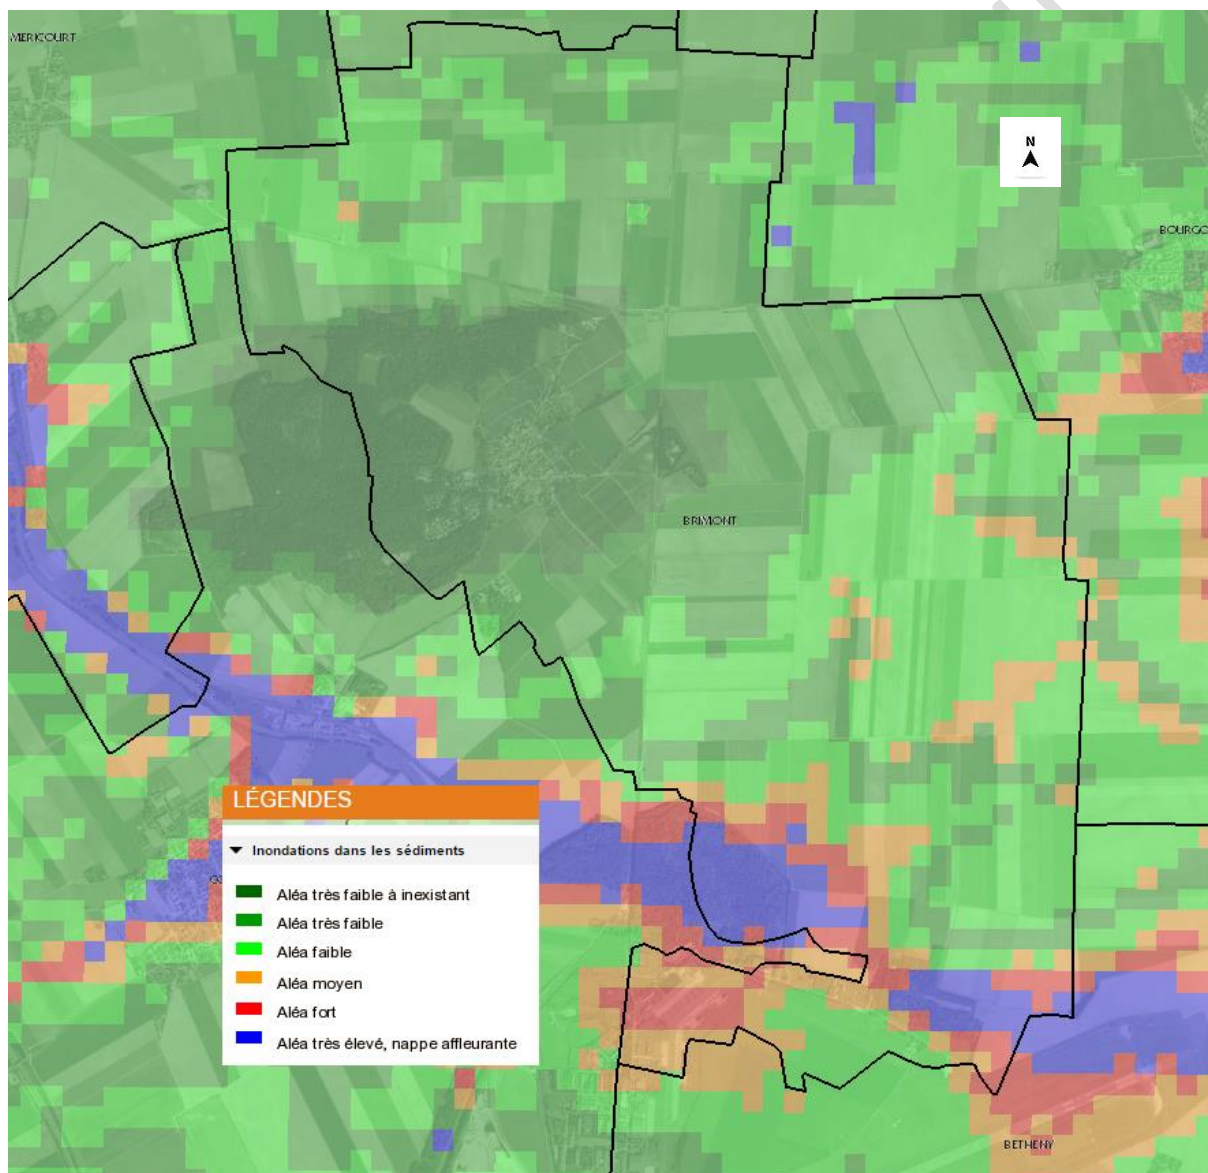 MERICOURT
N
BOURGO
BRIMONT
LÉGENDES
Inondations dans les sédiments
Aléa très faible à inexistant
Aléa très faible
Aléa faible
Aléa moyen
Aléa fort
Aléa très élevé, nappe affleurante
BETHENY